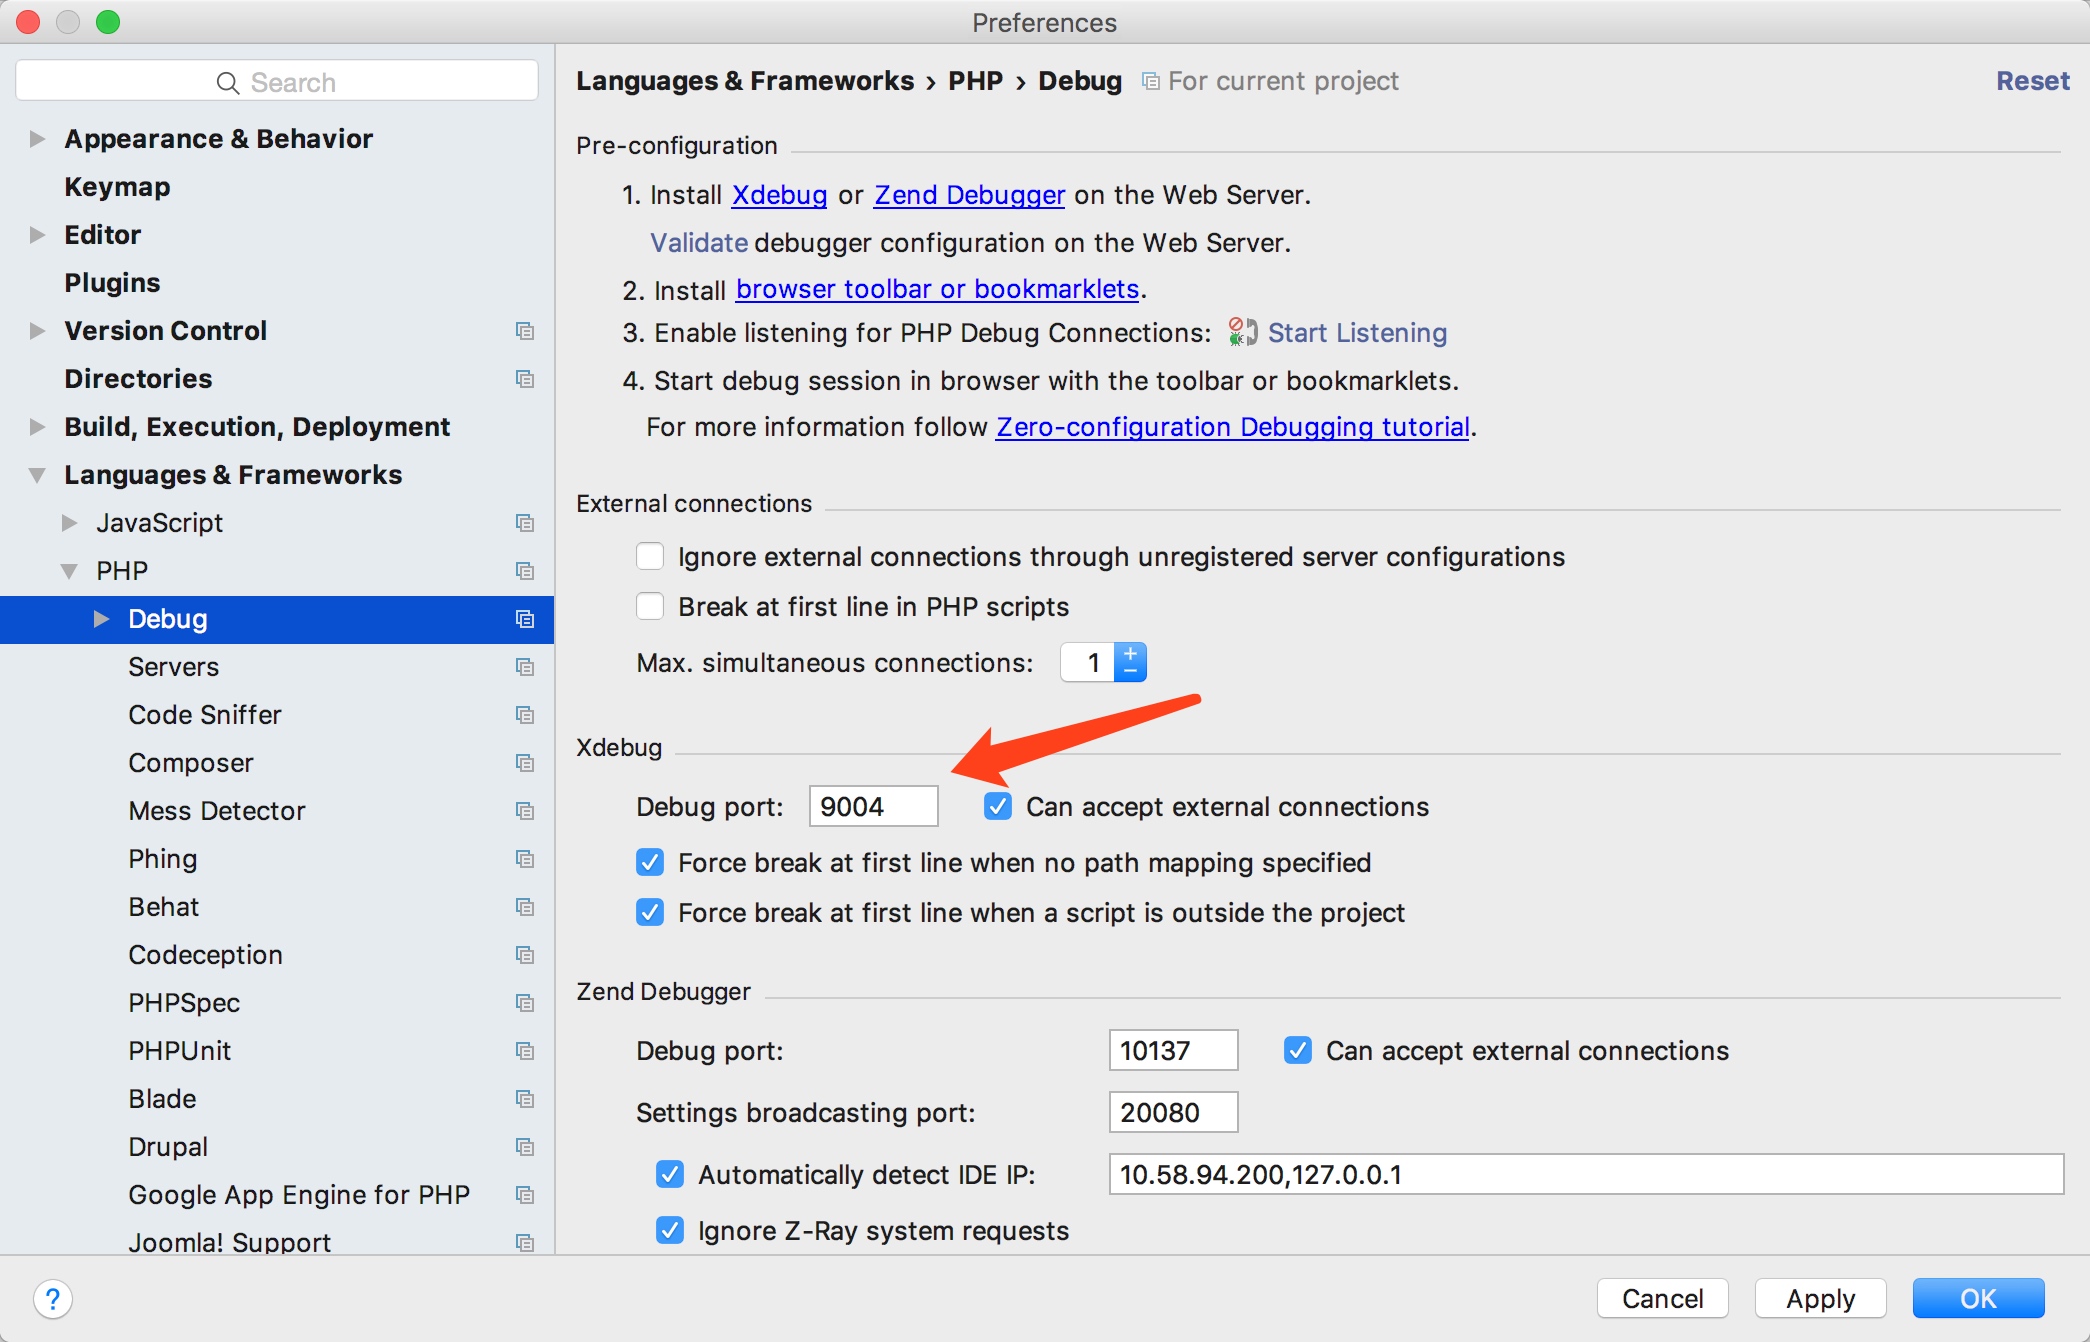 Preferences
Search
Appearance & Behavior
Keymap
Editor
Plugins
Version Control
Directories
Build, Execution, Deployment
Languages & Frameworks
JavaScript
PHP
Debug
Servers
Code Sniffer
Composer
Mess Detector
Phing
Behat
Codeception
PHPSpec
PHPUnit
Blade
Drupal
Google App Engine for PHP
Joomla! Support
Languages & Frameworks › PHP › Debug For current project Reset
Pre-configuration
1. Install Xdebug or Zend Debugger on the Web Server.
Validate debugger configuration on the Web Server.
2. Install browser toolbar or bookmarklets.
3. Enable listening for PHP Debug Connections: Start Listening
4. Start debug session in browser with the toolbar or bookmarklets.
For more information follow Zero-configuration Debugging tutorial.
External connections
Ignore external connections through unregistered server configurations
Break at first line in PHP scripts
Max. simultaneous connections: 1
Xdebug
Debug port: 9004 Can accept external connections
Force break at first line when no path mapping specified
Force break at first line when a script is outside the project
Zend Debugger
Debug port: 10137 Can accept external connections
Settings broadcasting port: 20080
Automatically detect IDE IP: 10.58.94.200,127.0.0.1
Ignore Z-Ray system requests
? Cancel Apply OK